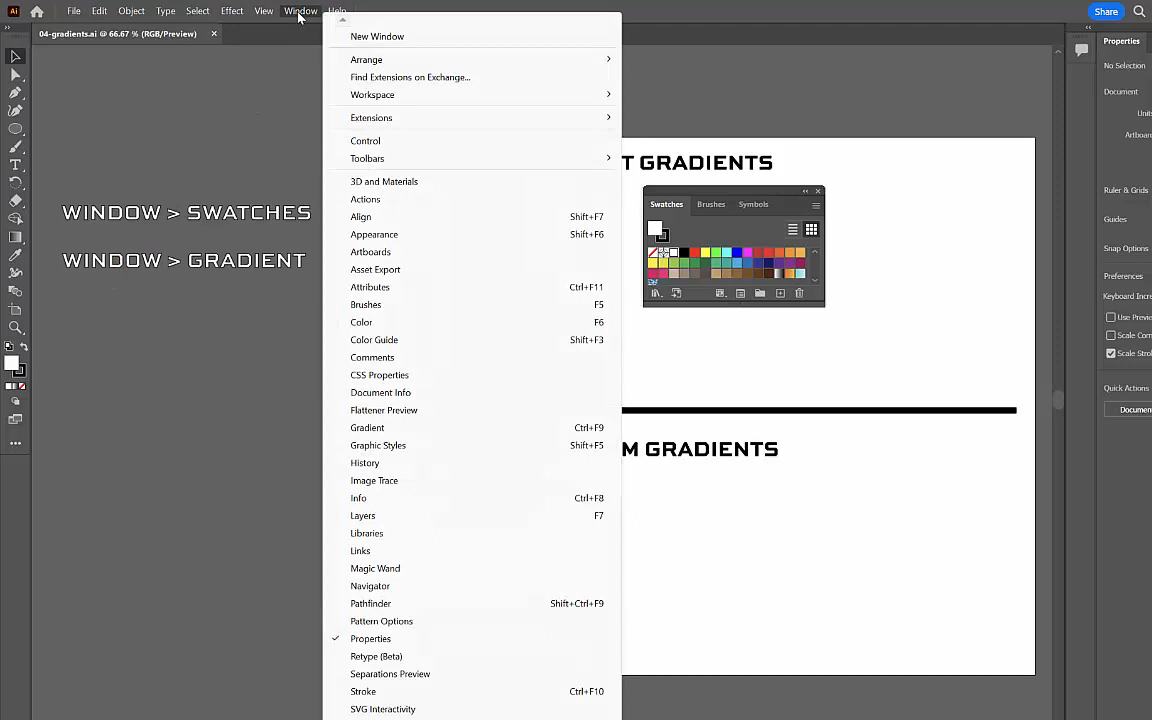 File Edit Object Type Select Effect View Window Help
Share
04-gradients.ai @ 66.67 % (RGB/Preview)
WINDOW > SWATCHES
WINDOW > GRADIENT
New Window
Arrange
Find Extensions on Exchange...
Workspace
Extensions
Control
Toolbars
3D and Materials
Actions
Align Shift+F7
Appearance Shift+F6
Artboards
Asset Export
Attributes Ctrl+F11
Brushes F5
Color F6
Color Guide Shift+F3
Comments
CSS Properties
Document Info
Flattener Preview
Gradient Ctrl+F9
Graphic Styles Shift+F5
History
Image Trace
Info Ctrl+F8
Layers F7
Libraries
Links
Magic Wand
Navigator
Pathfinder Shift+Ctrl+F9
Pattern Options
Properties
Retype (Beta)
Separations Preview
Stroke Ctrl+F10
SVG Interactivity
T GRADIENTS
Swatches Brushes Symbols
M GRADIENTS
Properties
No Selection
Document
Units
Artboard
Ruler & Grids
Guides
Snap Options
Preferences
Keyboard Incre
Use Previe
Scale Corn
Scale Strok
Quick Actions
Documen